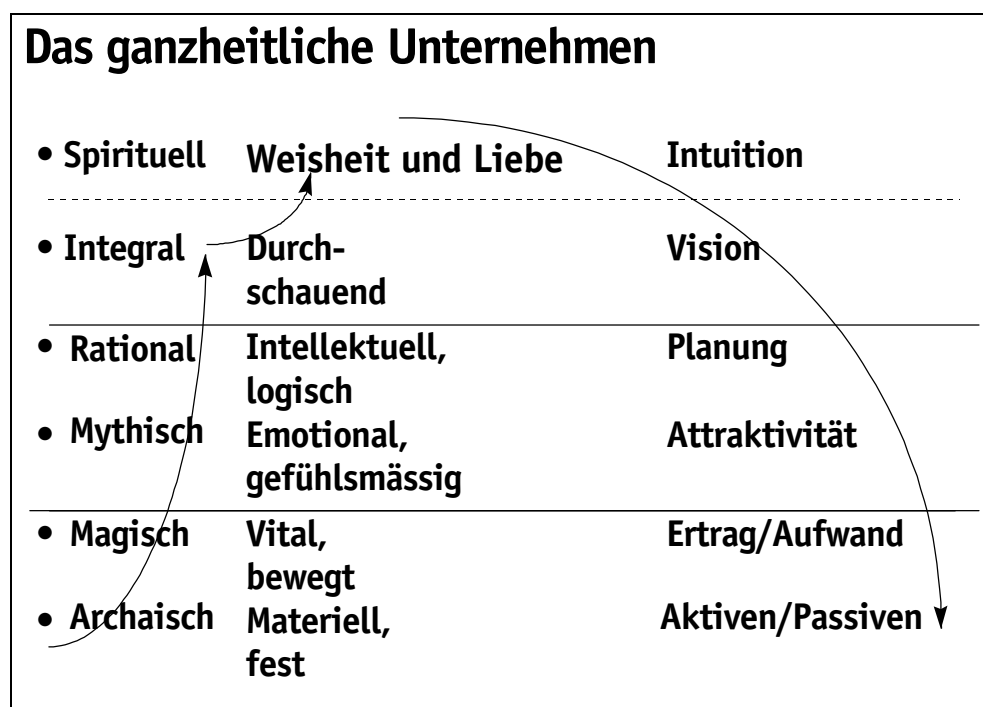 Das ganzheitliche Unternehmen
• Spirituell Weisheit und Liebe Intuition
• Integral Durch- Vision
schauend
• Rational Intellektuell, Planung
logisch
• Mythisch Emotional, Attraktivität
gefühlsmässig
• Magisch Vital, Ertrag/Aufwand
bewegt
• Archaisch Materiell, Aktiven/Passiven
fest